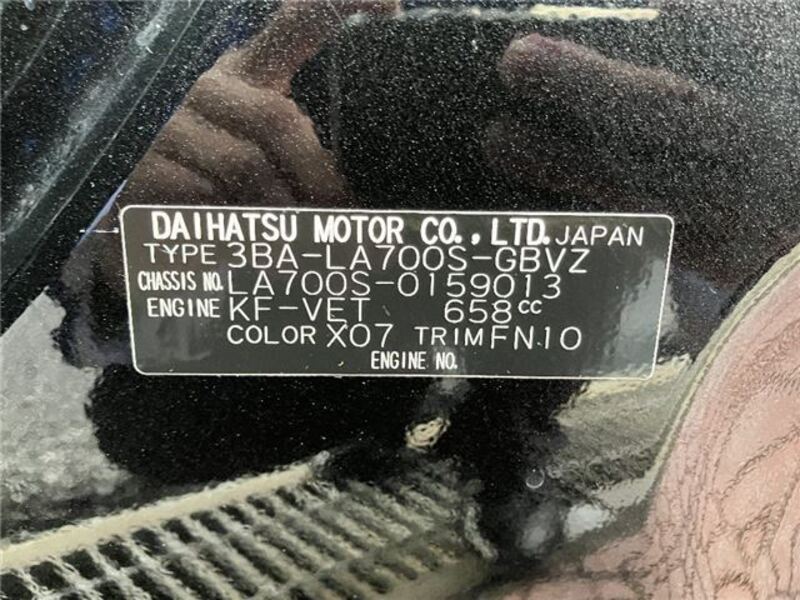 DAIHATSU MOTOR CO., LTD. JAPAN
TYPE 3BA-LA700S-GBVZ
CHASSIS NO. LA700S-0159013
ENGINE KF-VET 658cc
COLOR X07 TRIM FN10
ENGINE NO.